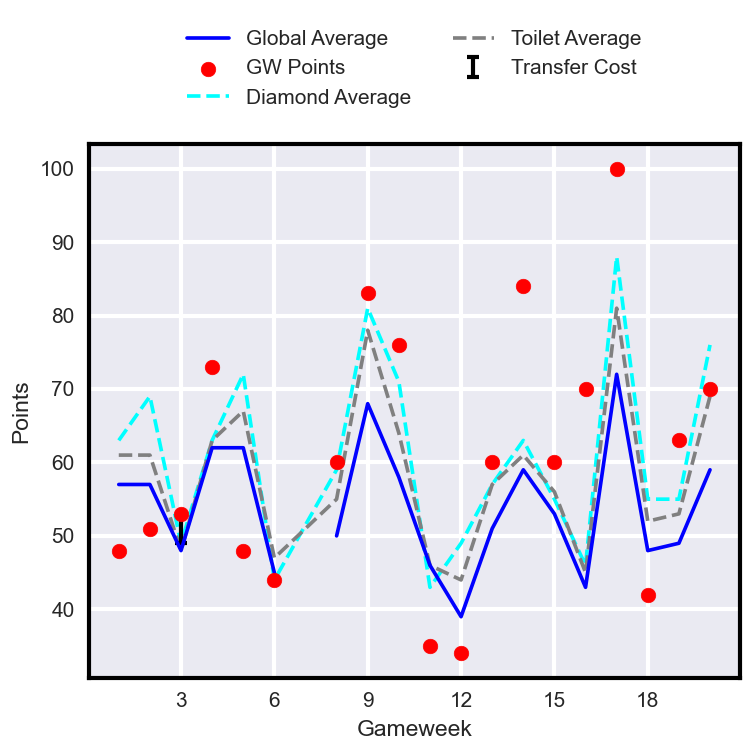 Global Average
GW Points
Diamond Average
Toilet Average
Transfer Cost
100
90
80
70
60
50
40
Points
3 6 9 12 15 18
Gameweek